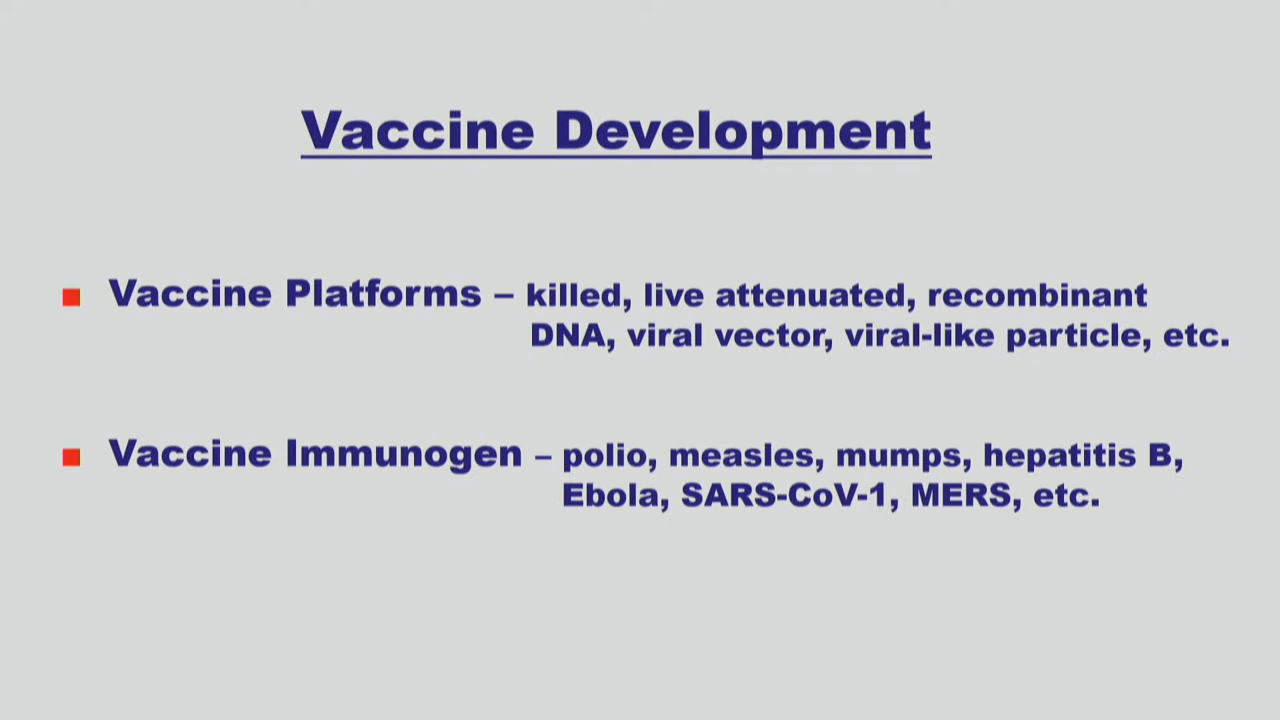 Vaccine Development
Vaccine Platforms – killed, live attenuated, recombinant
DNA, viral vector, viral-like particle, etc.
Vaccine Immunogen – polio, measles, mumps, hepatitis B,
Ebola, SARS-CoV-1, MERS, etc.